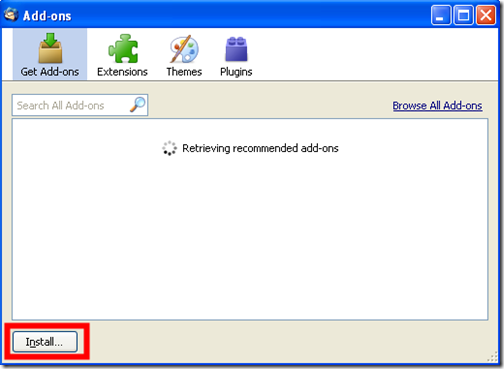 Add-ons
Get Add-ons Extensions Themes Plugins
Search All Add-ons Browse All Add-ons
Retrieving recommended add-ons
Install...